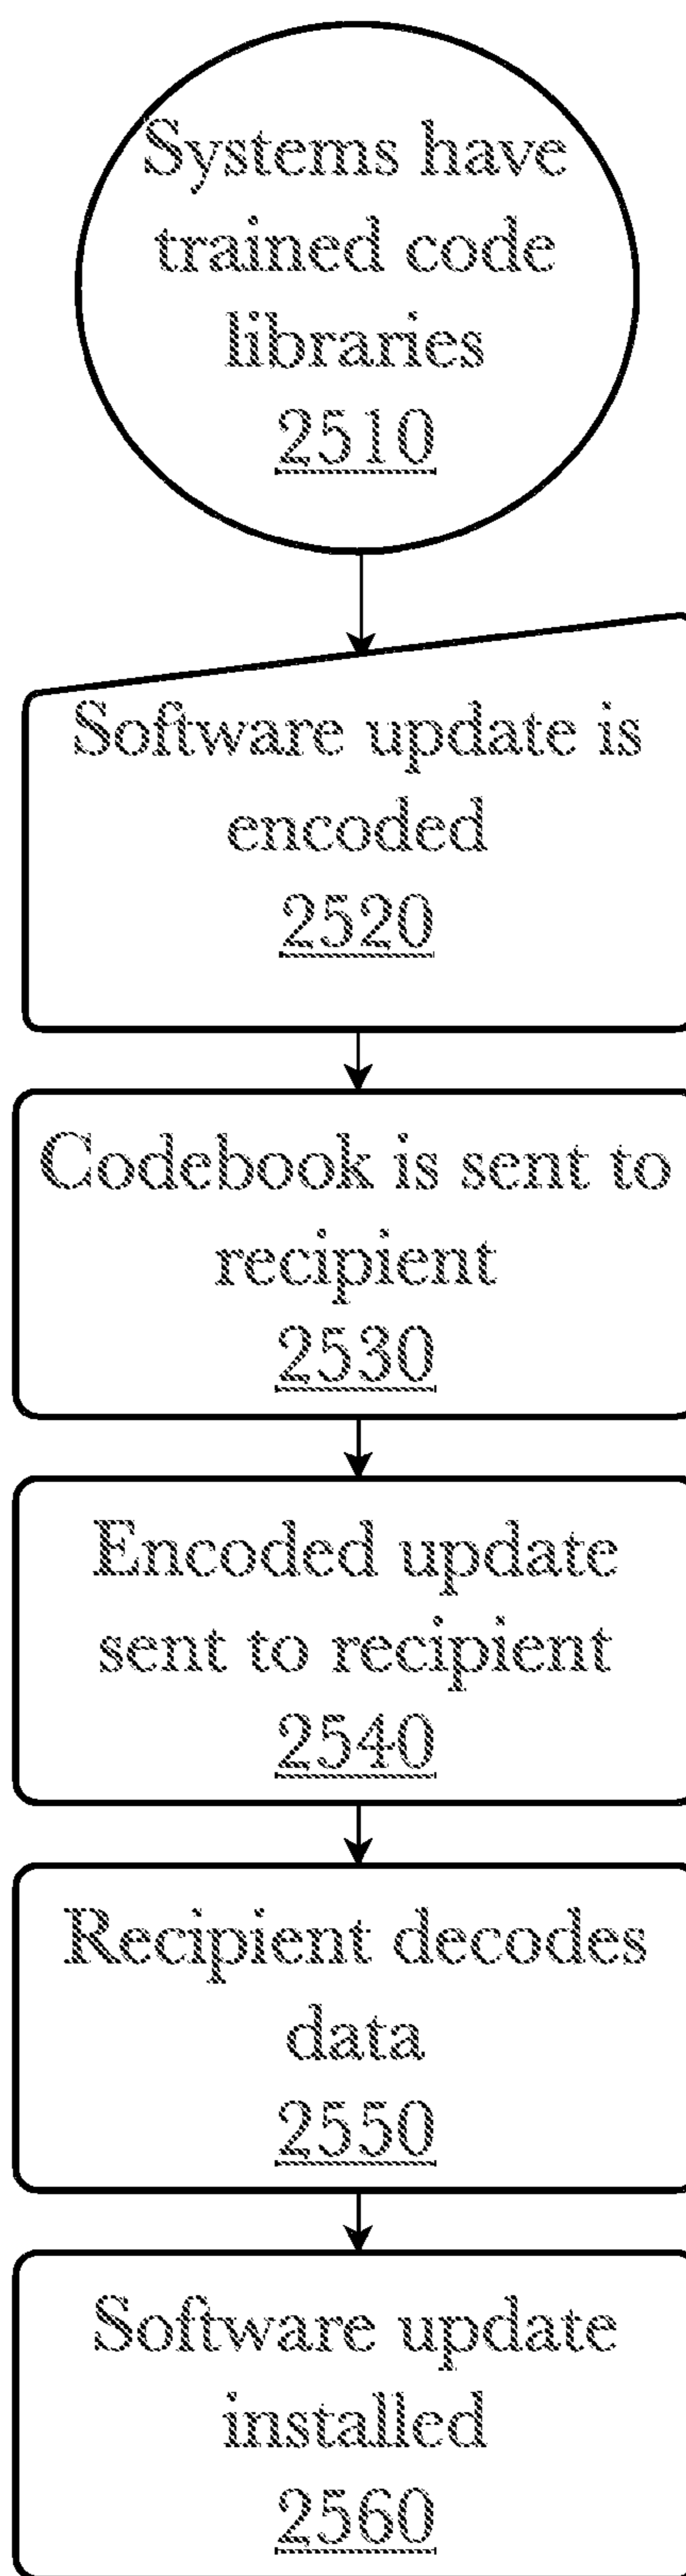 Systems have
trained code
libraries
2510
Software update is
encoded
2520
Codebook is sent to
recipient
2530
Encoded update
sent to recipient
2540
Recipient decodes
data
2550
Software update
installed
2560